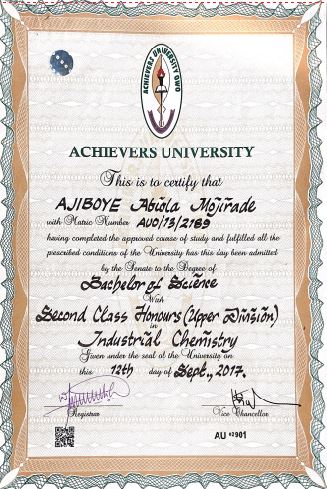 ACHIEVERS UNIVERSITY OWO
ACHIEVERS UNIVERSITY
This is to certify that
AJIBOYE Abiola Mojirade
with Matric Number AUO/13/2189
having completed the approved course of study and fulfilled all the
prescribed conditions of the University has this day been admitted
by the Senate to the Degree of
Bachelor of Science
With
Second Class Honours (Upper Division)
in
Industrial Chemistry
Given under the seal of the University on
this 12th day of Sept., 2017.
Registrar Vice Chancellor
AU 02901